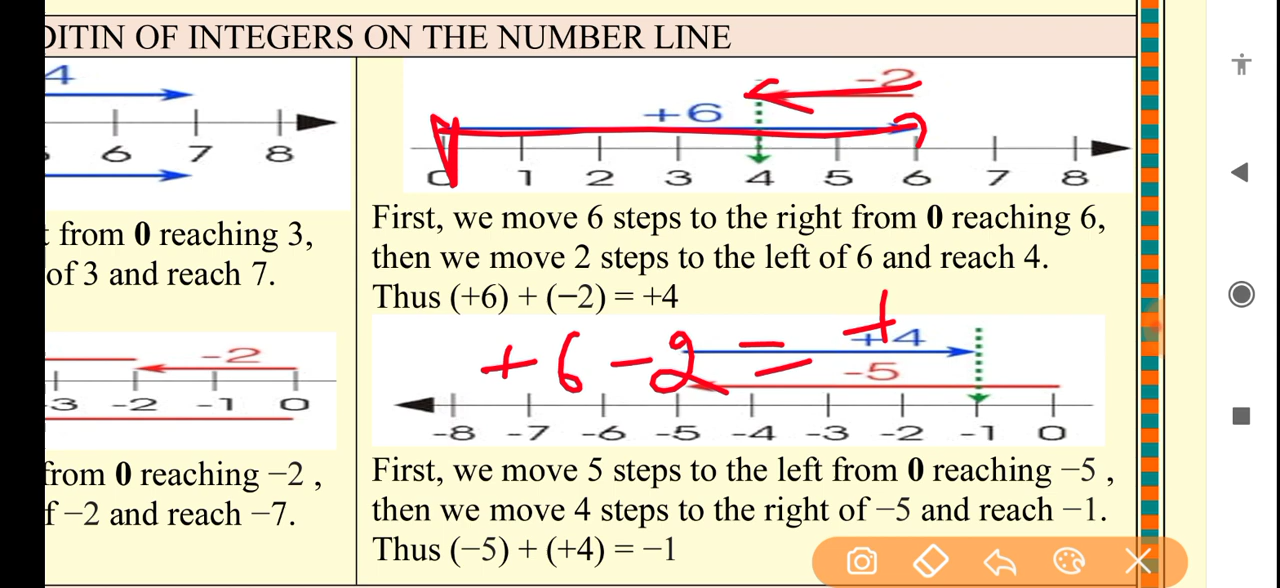 DITIN OF INTEGERS ON THE NUMBER LINE
4
6 7 8
from 0 reaching 3,
of 3 and reach 7.
-2
+6
0 1 2 3 4 5 6 7 8
First, we move 6 steps to the right from 0 reaching 6,
then we move 2 steps to the left of 6 and reach 4.
Thus (+6) + (−2) = +4
+6 -2 = +
-2
-3 -2 -1 0
from 0 reaching −2 ,
−2 and reach −7.
+4
-5
-8 -7 -6 -5 -4 -3 -2 -1 0
First, we move 5 steps to the left from 0 reaching −5 ,
then we move 4 steps to the right of −5 and reach −1.
Thus (−5) + (+4) = −1